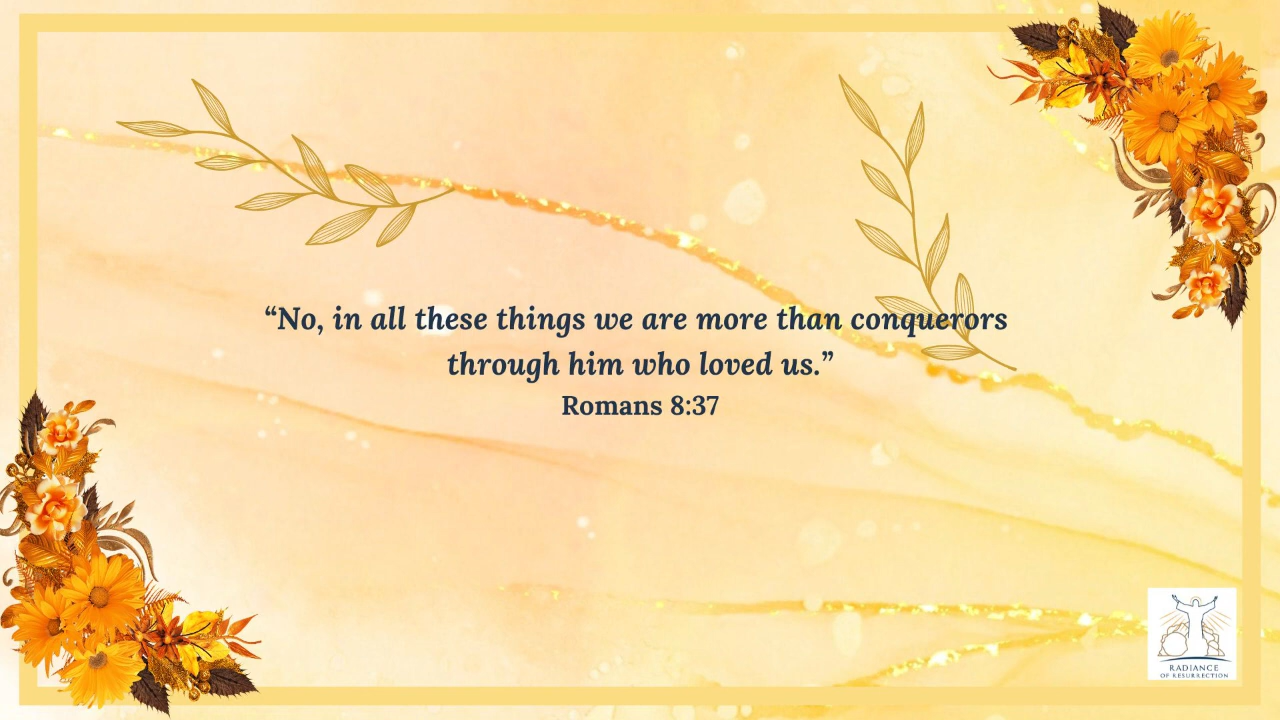 “No, in all these things we are more than conquerors
through him who loved us.”
Romans 8:37
RADIANCE
OF RESURRECTION